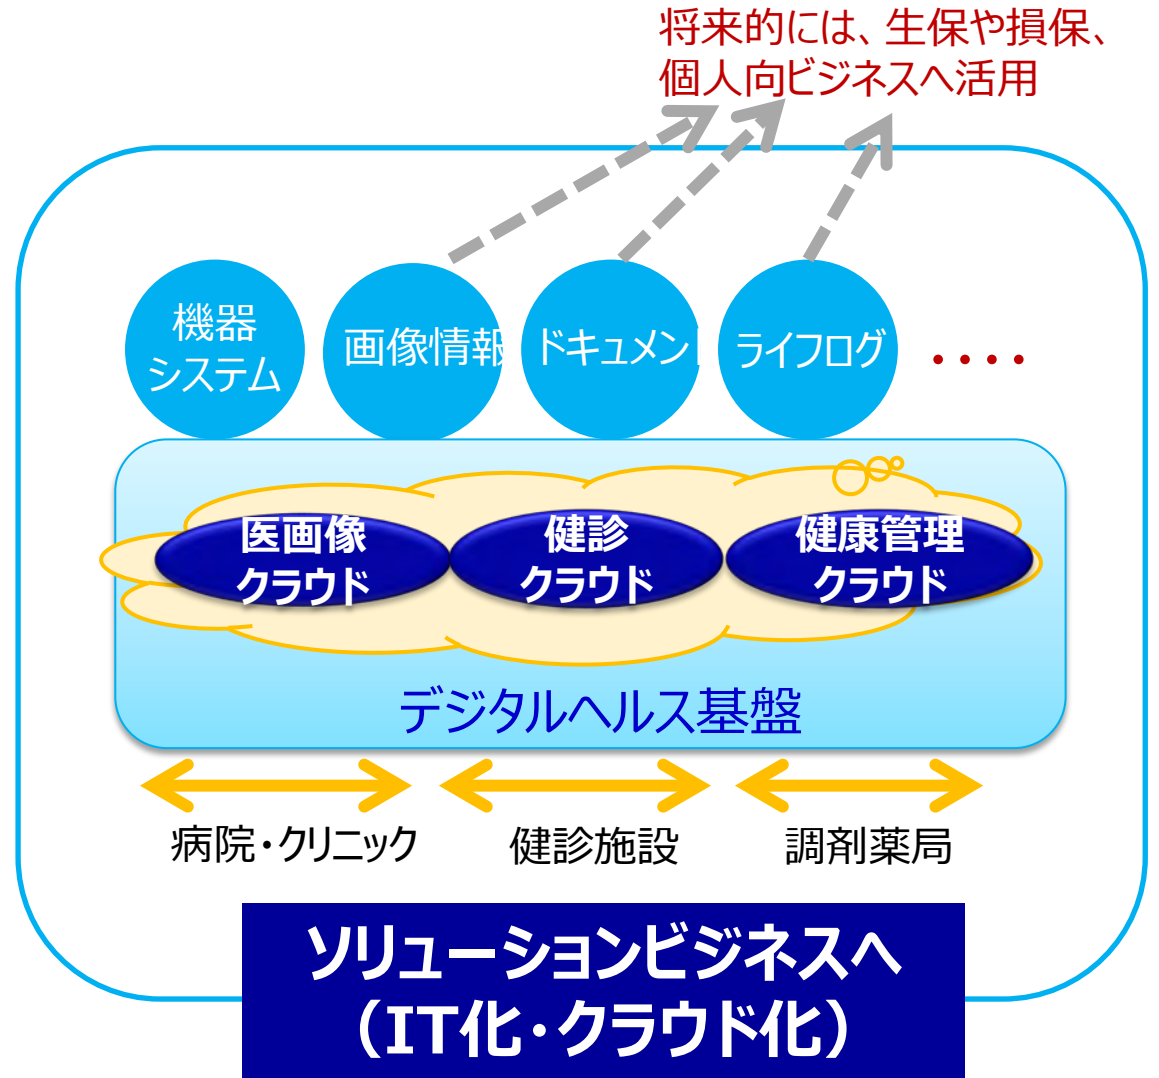 将来的には、生保や損保、
個人向ビジネスへ活用
機器
システム
画像情報
ドキュメント
ライフログ
・・・・
医画像
クラウド
健診
クラウド
健康管理
クラウド
デジタルヘルス基盤
病院・クリニック
健診施設
調剤薬局
ソリューションビジネスへ
（IT化・クラウド化）